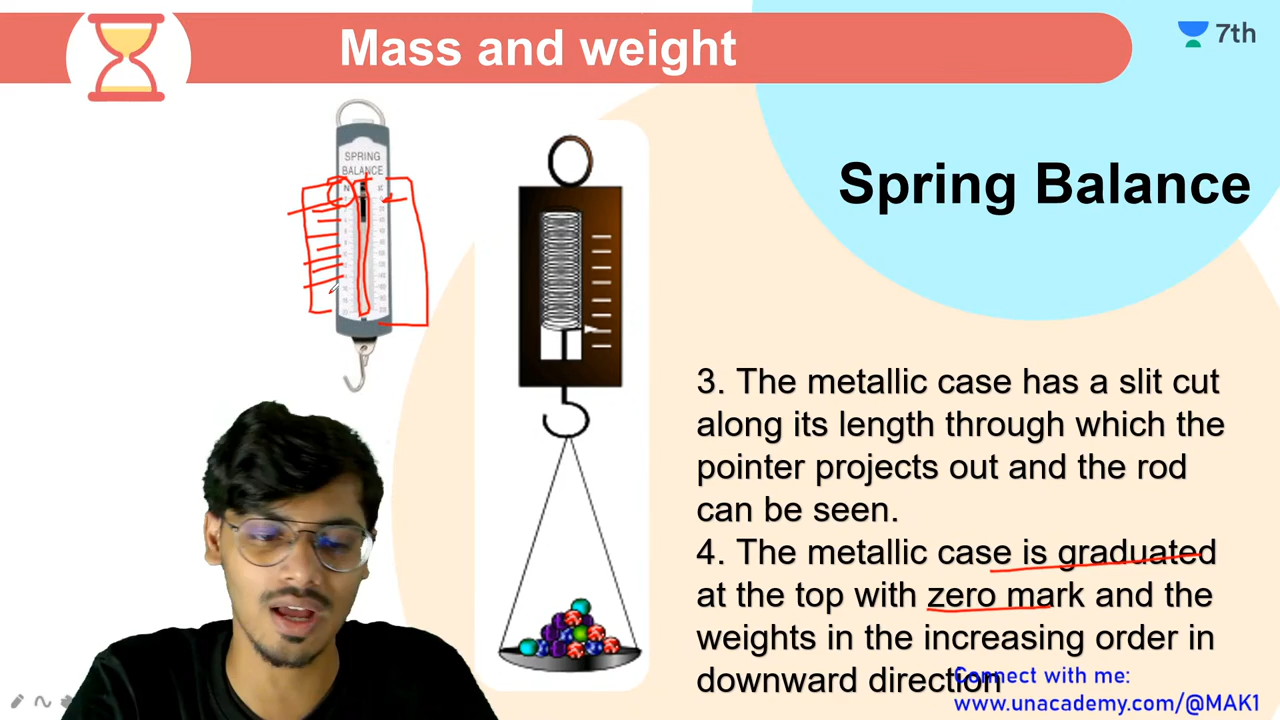 Mass and weight
7th
SPRING
BALANCE
N
Spring Balance
3. The metallic case has a slit cut
along its length through which the
pointer projects out and the rod
can be seen.
4. The metallic case is graduated
at the top with zero mark and the
weights in the increasing order in
downward direction
Connect with me:
www.unacademy.com/@MAK1